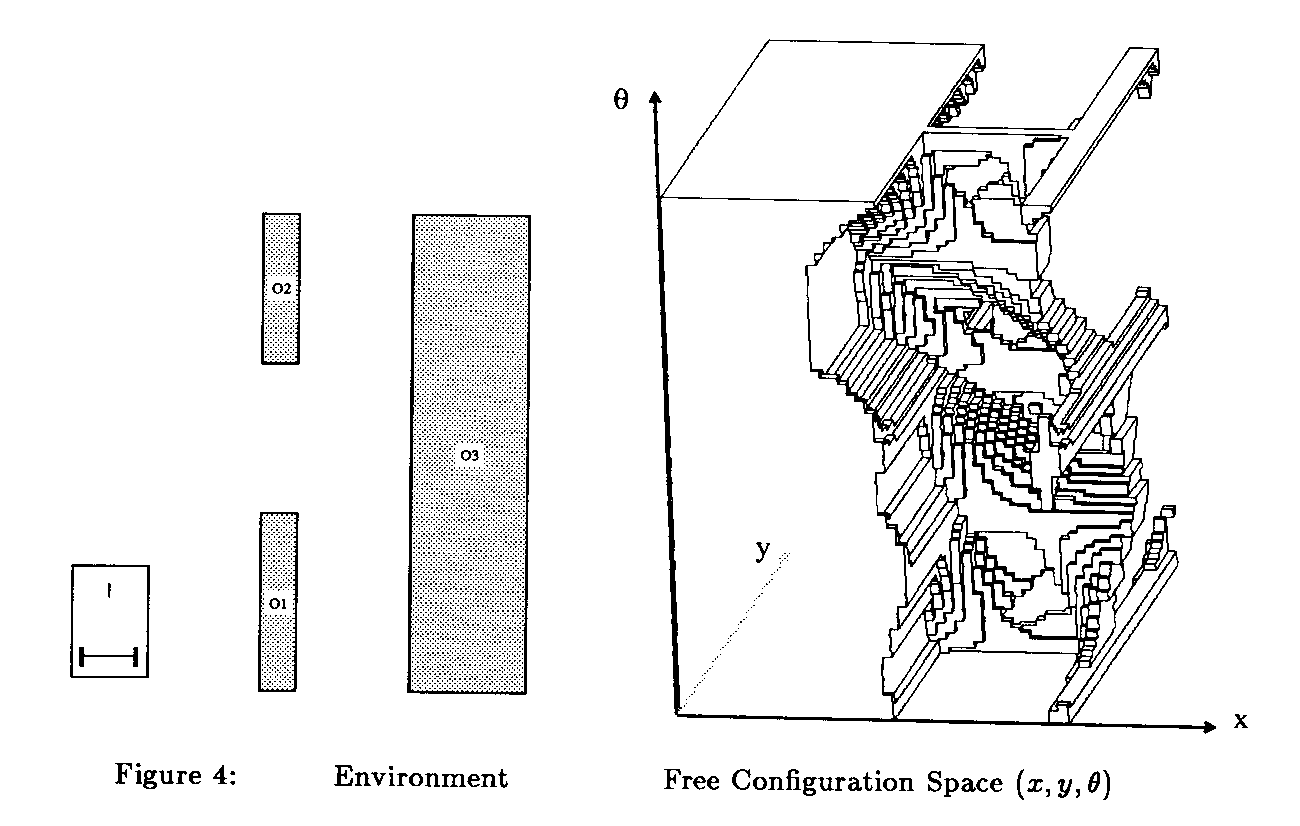 θ
O2
O3
y
O1
x
Figure 4: Environment Free Configuration Space (x, y, θ)